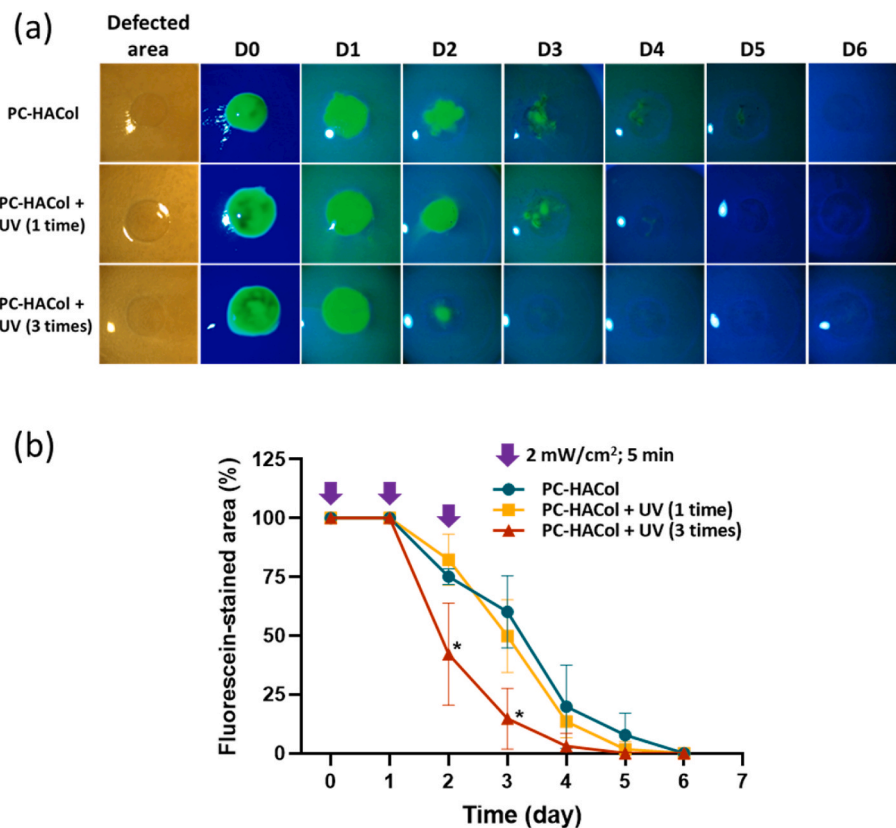 (a)
Defected area D0 D1 D2 D3 D4 D5 D6
PC-HACol
PC-HACol +
UV (1 time)
PC-HACol +
UV (3 times)
(b)
2 mW/cm²; 5 min
PC-HACol
PC-HACol + UV (1 time)
PC-HACol + UV (3 times)
Fluorescein-stained area (%)
125
100
75
50
25
0
*
*
0 1 2 3 4 5 6 7
Time (day)